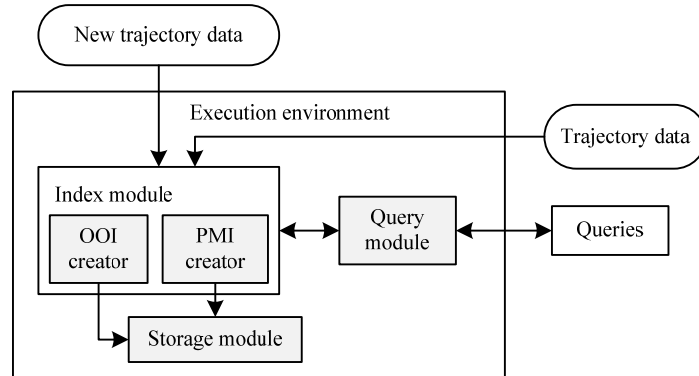 New trajectory data
Execution environment
Trajectory data
Index module
OOI
creator
PMI
creator
Query
module
Queries
Storage module